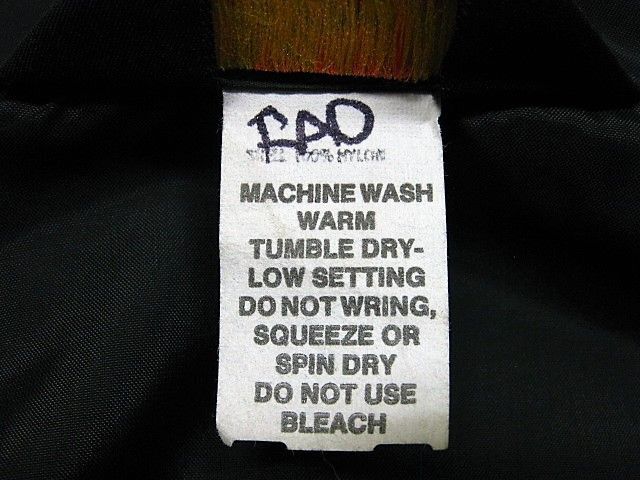 SHELL 100% NYLON
MACHINE WASH
WARM
TUMBLE DRY-
LOW SETTING
DO NOT WRING,
SQUEEZE OR
SPIN DRY
DO NOT USE
BLEACH